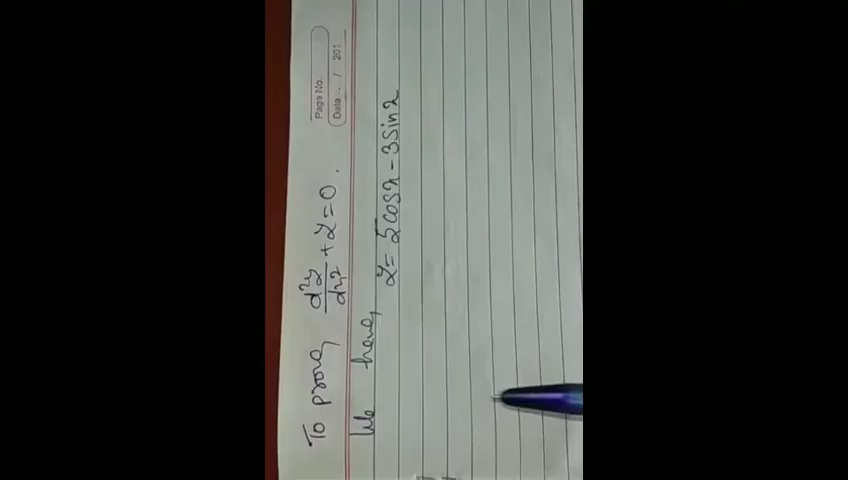 Page No.
Date: / 201
To prove, d²y/dx² + y = 0.
We have,
y = 5cosx - 3sinx